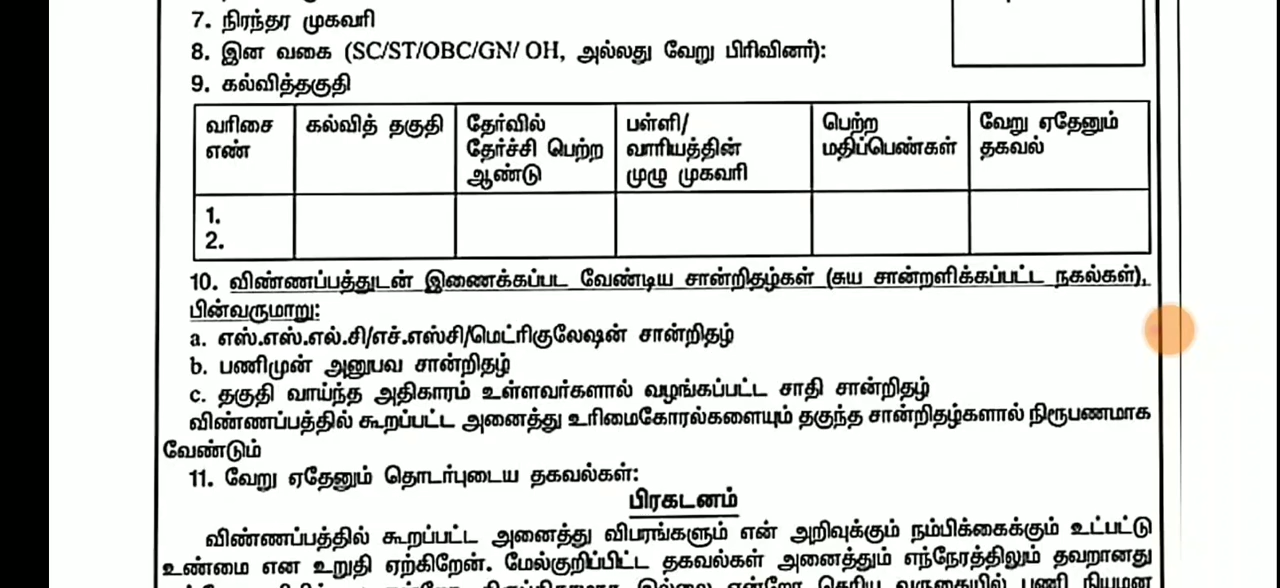 7. நிரந்தர முகவரி
8. இன வகை (SC/ST/OBC/GN/ OH, அல்லது வேறு பிரிவினர்):
9. கல்வித்தகுதி
வரிசை எண்
கல்வித் தகுதி
தேர்வில் தேர்ச்சி பெற்ற ஆண்டு
பள்ளி/ வாரியத்தின் முழு முகவரி
பெற்ற மதிப்பெண்கள்
வேறு ஏதேனும் தகவல்
1.
2.
10. விண்ணப்பத்துடன் இணைக்கப்பட வேண்டிய சான்றிதழ்கள் (சுய சான்றளிக்கப்பட்ட நகல்கள்),
பின்வருமாறு:
a. எஸ்.எஸ்.எல்.சி/எச்.எஸ்சி/மெட்ரிகுலேஷன் சான்றிதழ்
b. பணிமுன் அனுபவ சான்றிதழ்
c. தகுதி வாய்ந்த அதிகாரம் உள்ளவர்களால் வழங்கப்பட்ட சாதி சான்றிதழ்
விண்ணப்பத்தில் கூறப்பட்ட அனைத்து உரிமைகோரல்களையும் தகுந்த சான்றிதழ்களால் நிரூபணமாக
வேண்டும்
11. வேறு ஏதேனும் தொடர்புடைய தகவல்கள்:
பிரகடனம்
விண்ணப்பத்தில் கூறப்பட்ட அனைத்து விபரங்களும் என் அறிவுக்கும் நம்பிக்கைக்கும் உட்பட்டு
உண்மை என உறுதி ஏற்கிறேன். மேல்குறிப்பிட்ட தகவல்கள் அனைத்தும் எந்நேரத்திலும் தவறானது